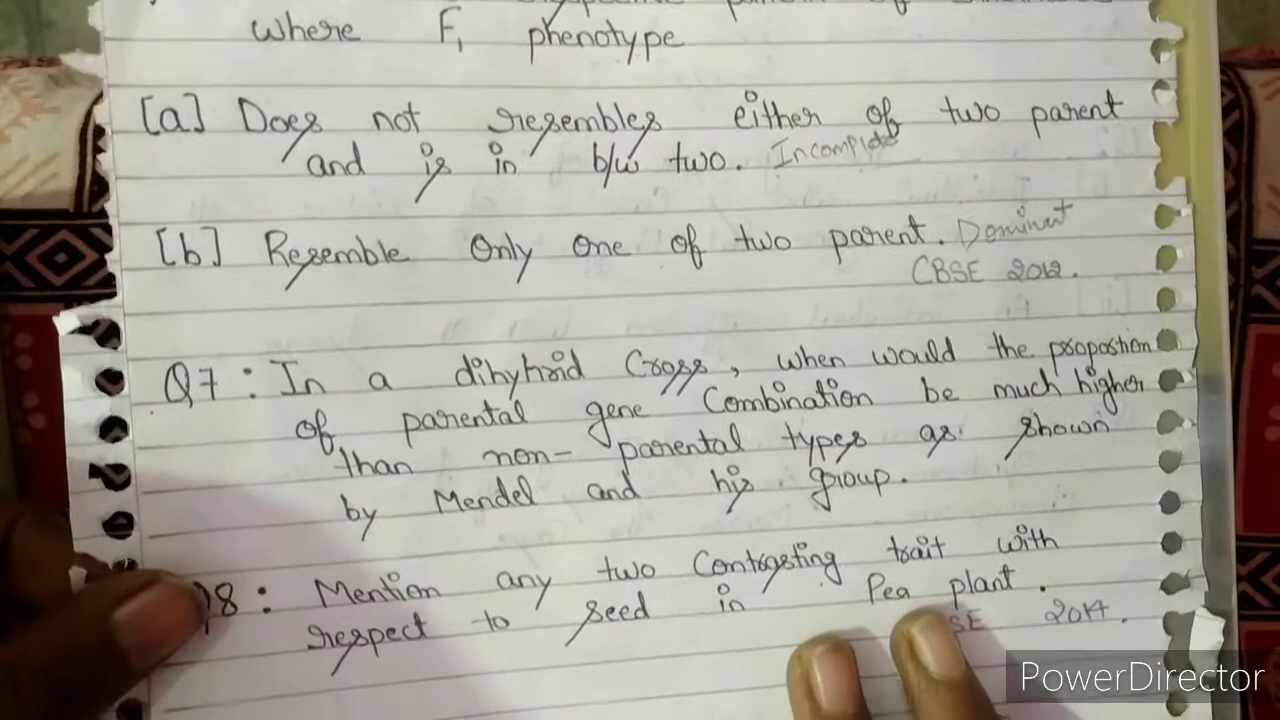 where F₁ phenotype
[a] Does not resembles either of two parent
and is in b/w two. Incomplete
[b] Resemble Only one of two parent. Dominant
CBSE 2012.
Q7 : In a dihybrid Cross, when would the proportion
of parental gene Combination be much higher
than non- parental types as shown
by Mendel and his group.
Q8 : Mention any two Contrasting trait with
respect to seed in Pea plant.
SE 2014.
PowerDirector